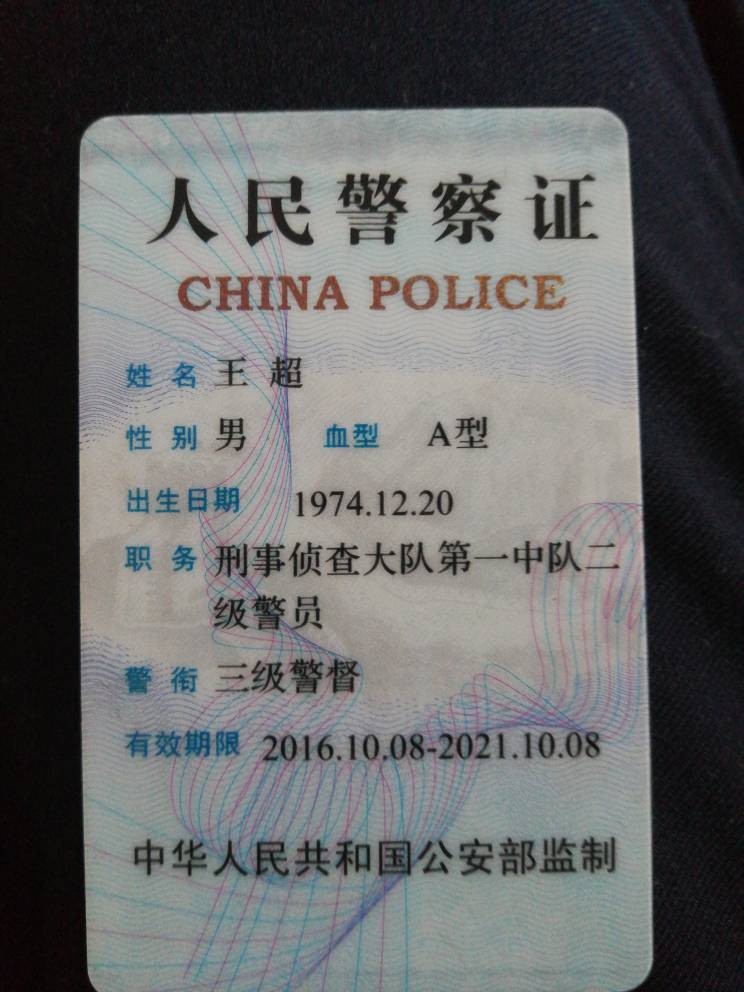 人民警察证
CHINA POLICE
姓名 王超
性别 男 血型 A型
出生日期 1974.12.20
职务 刑事侦查大队第一中队二
级警员
警衔 三级警督
有效期限 2016.10.08-2021.10.08
中华人民共和国公安部监制